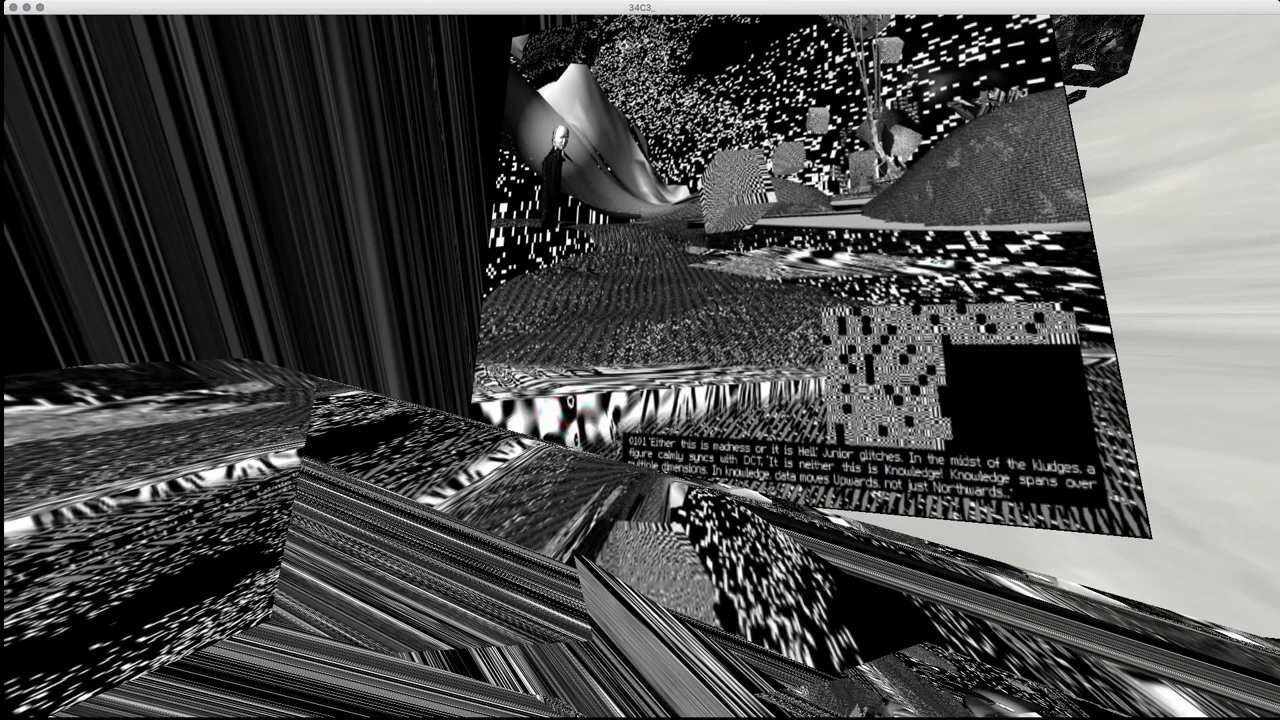 34C3_
0101 "Either this is madness or it is Hell." Junior glitches. In the midst of the kludges, a
figure calmly syncs with DCT. "It is neither this is Knowledge! Knowledge spans over
multiple dimensions. In knowledge, data moves Upwards, not just Northwards..."